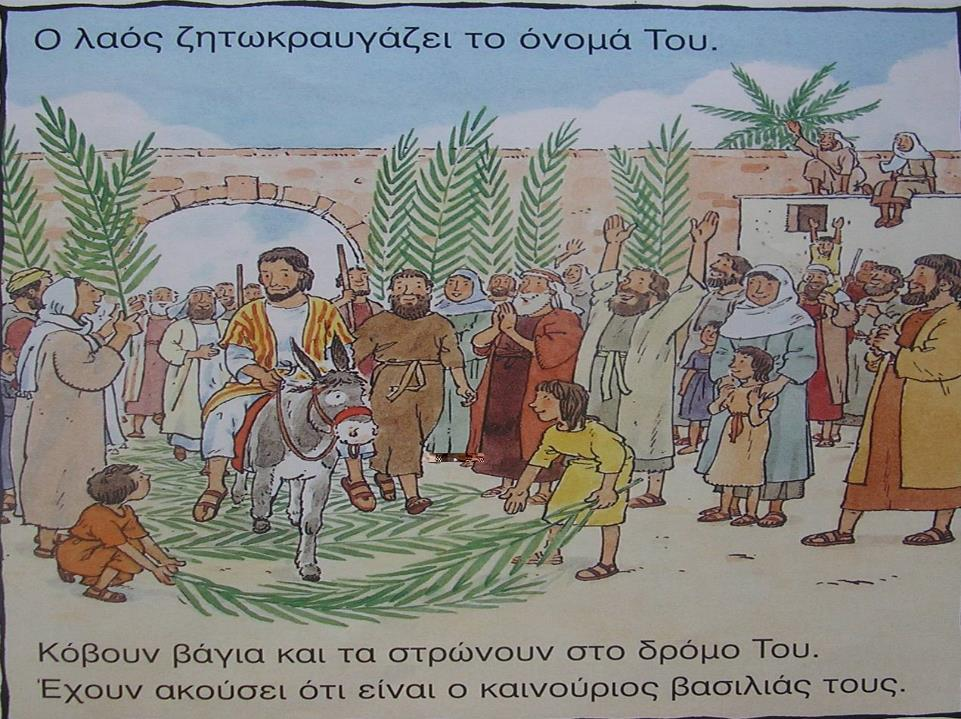 Ο λαός ζητωκραυγάζει το όνομά Του.
Κόβουν βάγια και τα στρώνουν στο δρόμο Του.
Έχουν ακούσει ότι είναι ο καινούριος βασιλιάς τους.